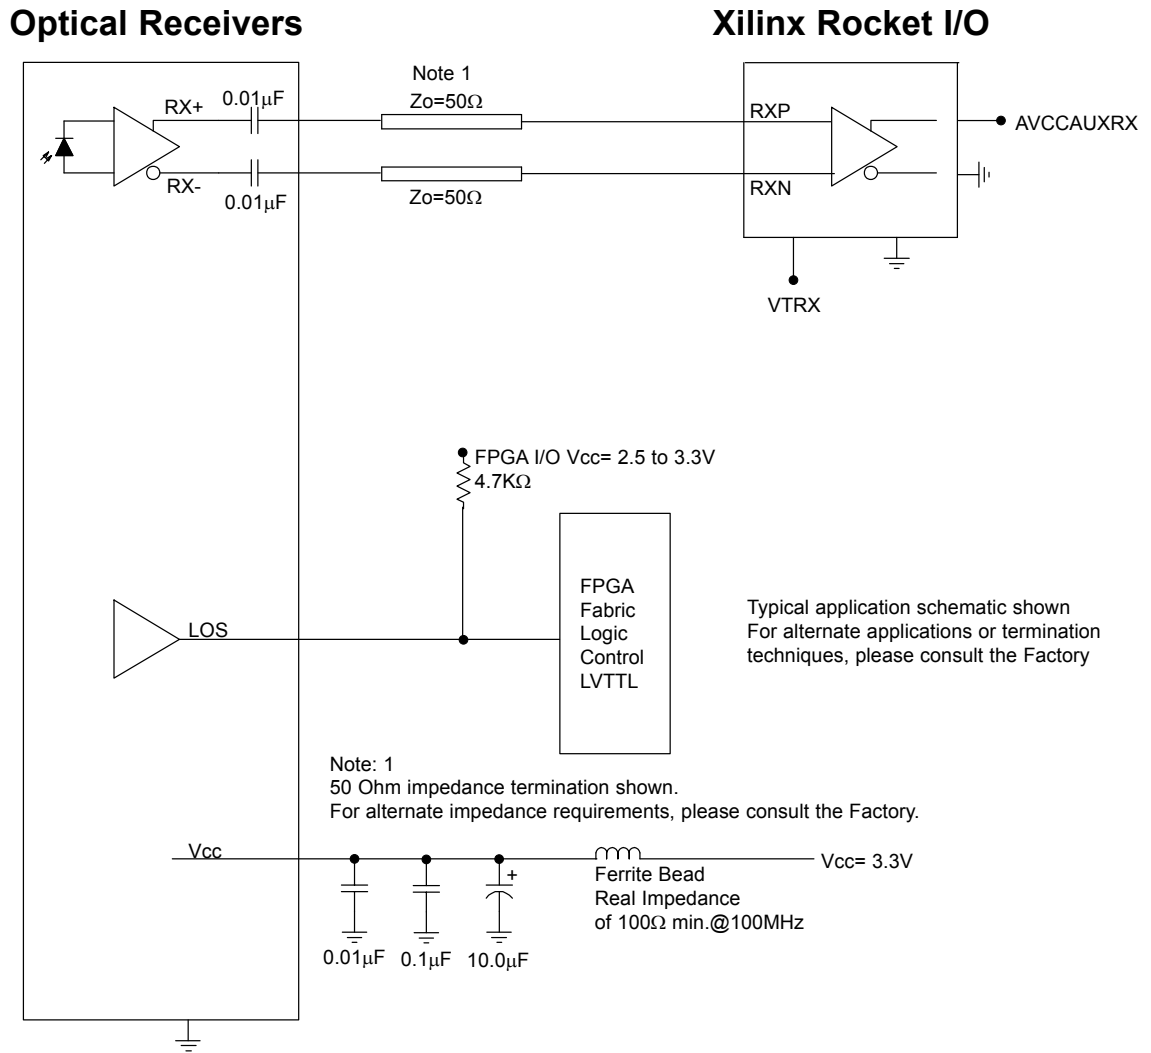 Optical Receivers
Xilinx Rocket I/O
Note 1
RX+
0.01μF
Zo=50Ω
RXP
AVCCAUXRX
RX-
0.01μF
Zo=50Ω
RXN
VTRX
FPGA I/O Vcc= 2.5 to 3.3V
4.7KΩ
FPGA
Fabric
Logic
Control
LVTTL
LOS
Typical application schematic shown
For alternate applications or termination
techniques, please consult the Factory
Note: 1
50 Ohm impedance termination shown.
For alternate impedance requirements, please consult the Factory.
Vcc
+
Vcc= 3.3V
Ferrite Bead
Real Impedance
of 100Ω min.@100MHz
0.01μF
0.1μF
10.0μF